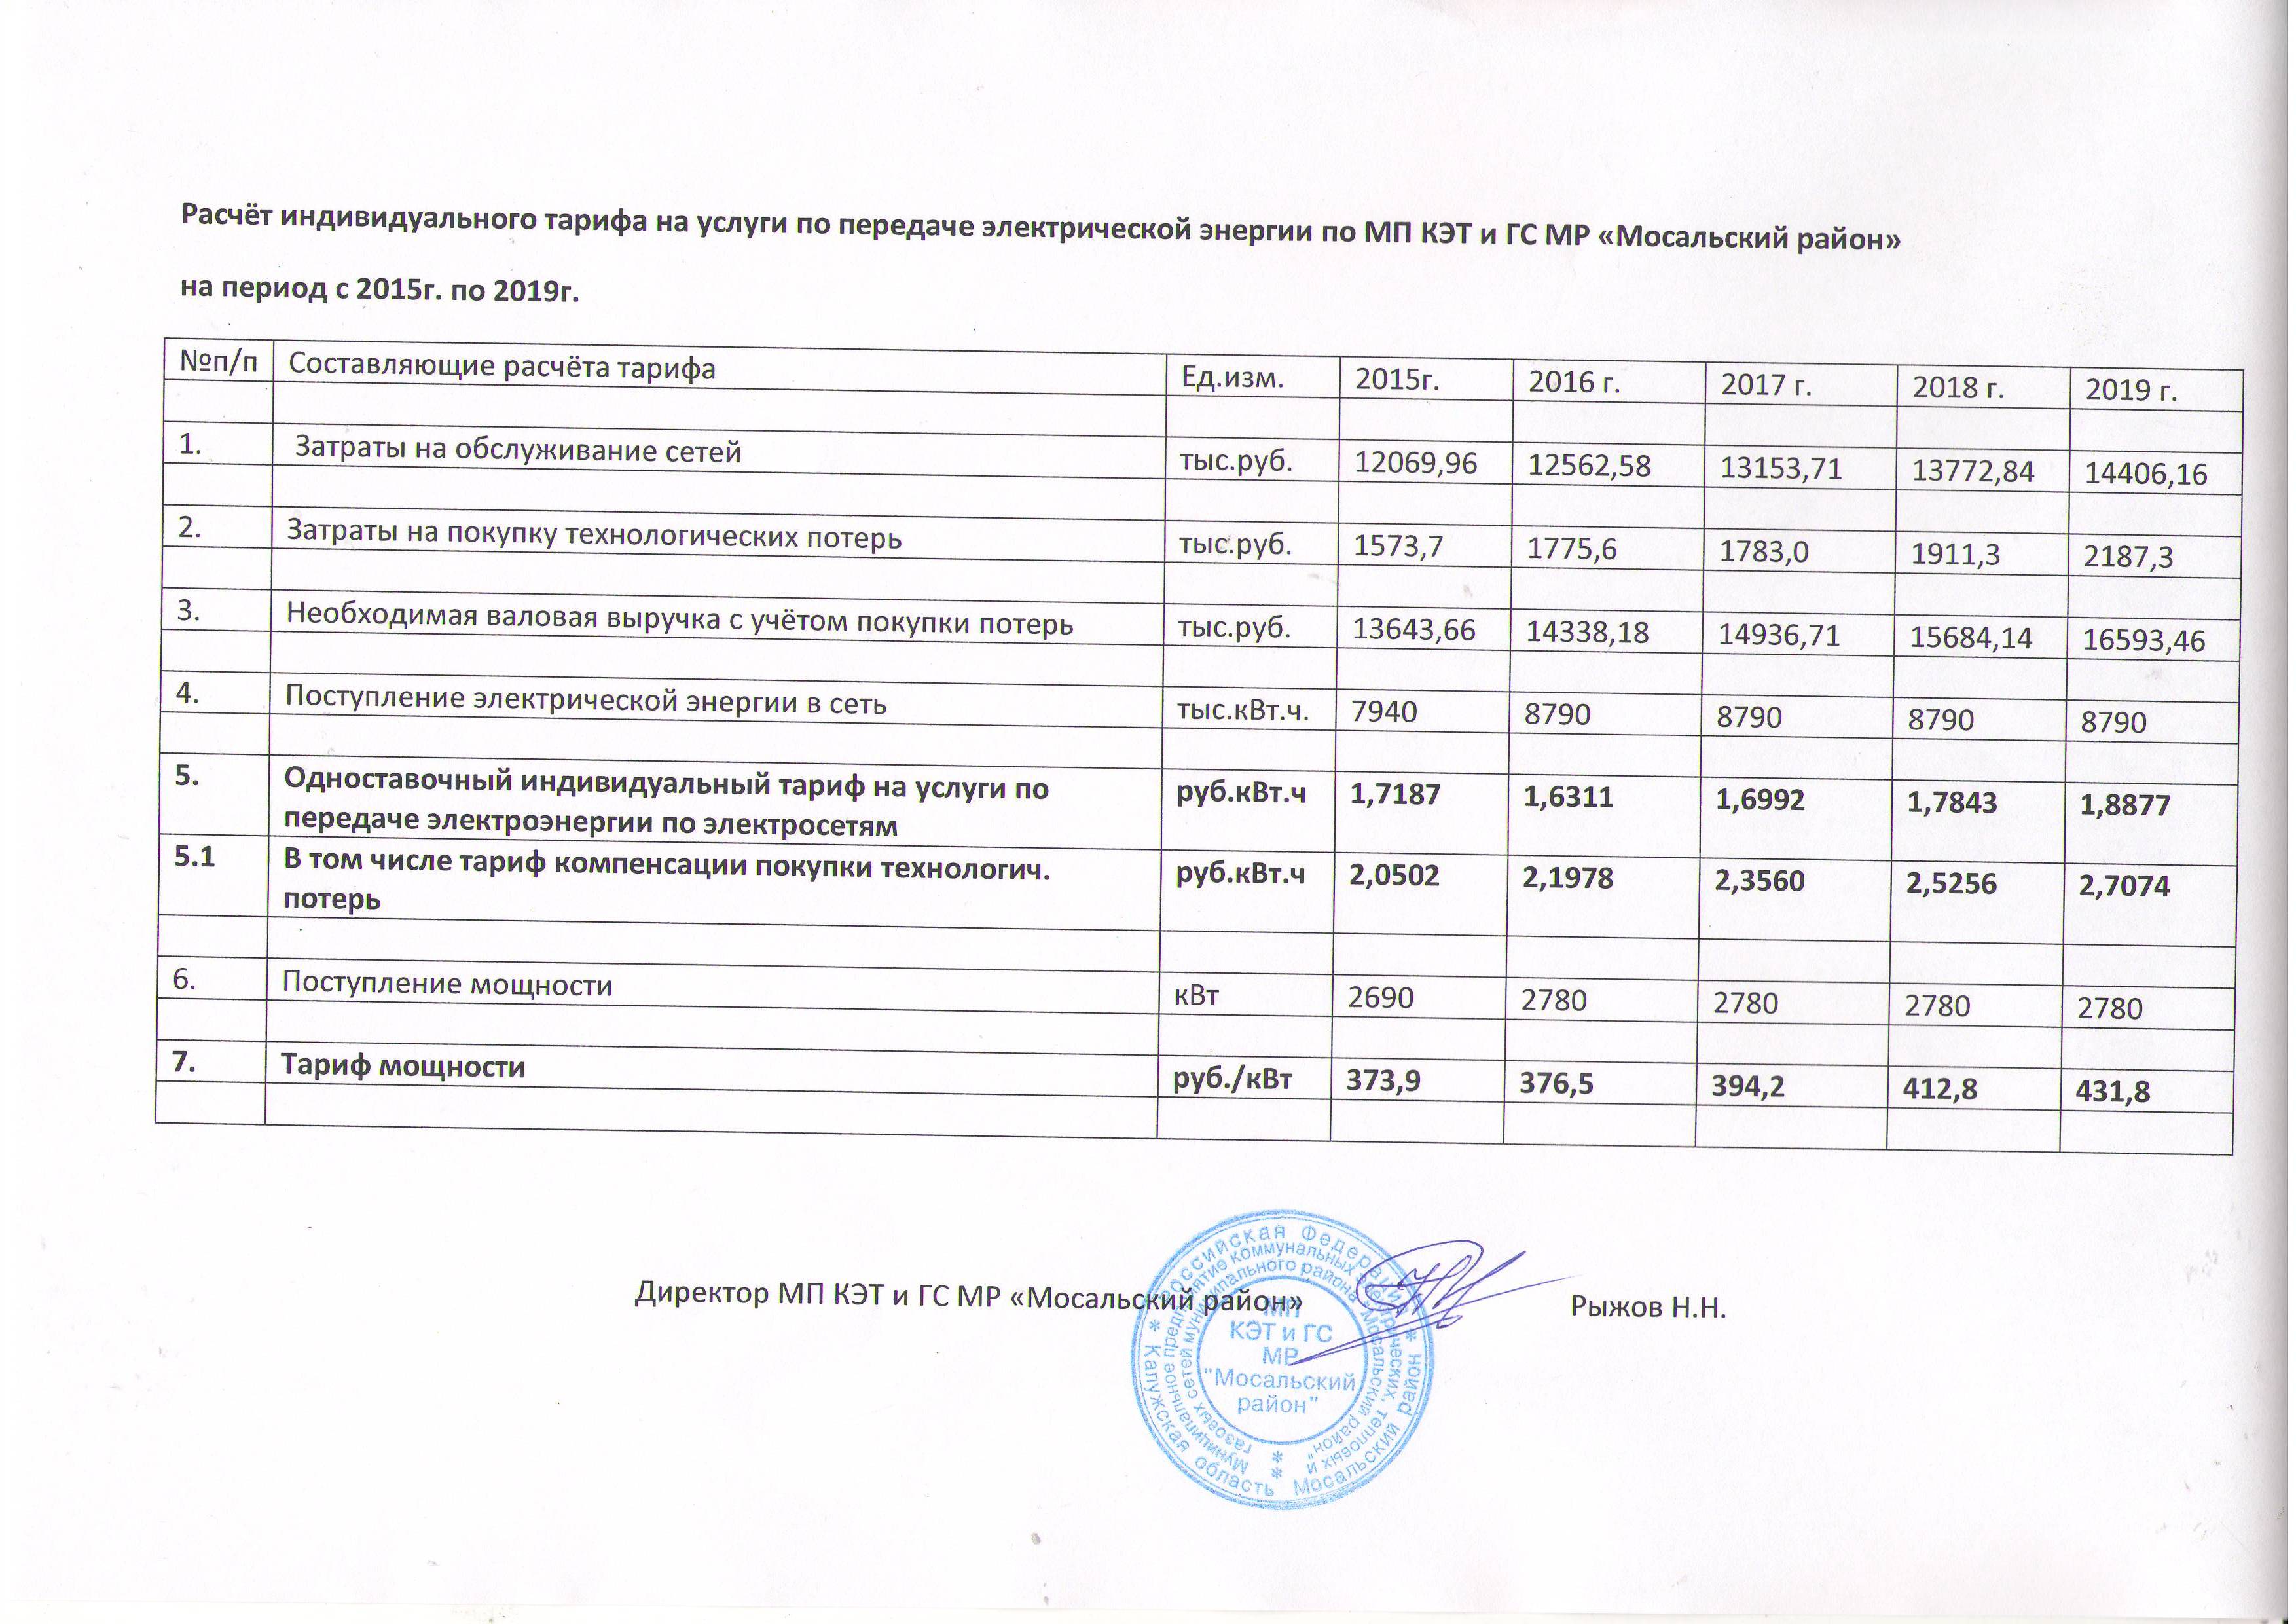 Расчёт индивидуального тарифа на услуги по передаче электрической энергии по МП КЭТ и ГС МР «Мосальский район»
на период с 2015г. по 2019г.
№п/п Составляющие расчёта тарифа Ед.изм. 2015г. 2016 г. 2017 г. 2018 г. 2019 г.
1. Затраты на обслуживание сетей тыс.руб. 12069,96 12562,58 13153,71 13772,84 14406,16
2. Затраты на покупку технологических потерь тыс.руб. 1573,7 1775,6 1783,0 1911,3 2187,3
3. Необходимая валовая выручка с учётом покупки потерь тыс.руб. 13643,66 14338,18 14936,71 15684,14 16593,46
4. Поступление электрической энергии в сеть тыс.кВт.ч. 7940 8790 8790 8790 8790
5. Одноставочный индивидуальный тариф на услуги по руб.кВт.ч 1,7187 1,6311 1,6992 1,7843 1,8877
передаче электроэнергии по электросетям
5.1 В том числе тариф компенсации покупки технологич. руб.кВт.ч 2,0502 2,1978 2,3560 2,5256 2,7074
потерь
6. Поступление мощности кВт 2690 2780 2780 2780 2780
7. Тариф мощности руб./кВт 373,9 376,5 394,2 412,8 431,8
Директор МП КЭТ и ГС МР «Мосальский район» Рыжов Н.Н.
Российская Федерация * Калужская область Мосальский район *
Муниципальное предприятие коммунальных электрических, тепловых и
газовых сетей муниципального района "Мосальский район"
МП
КЭТ и ГС
МР
"Мосальский
район"